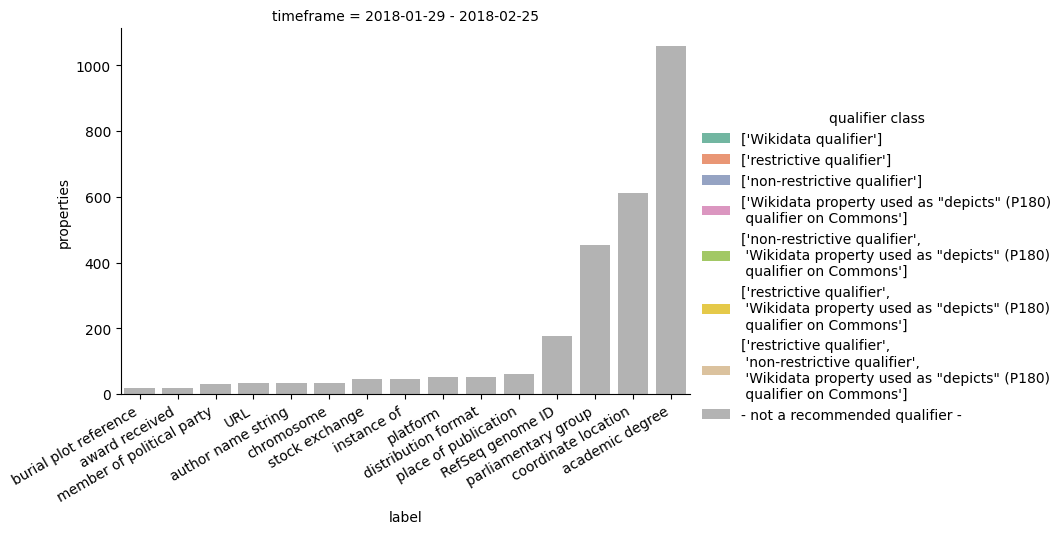 timeframe = 2018-01-29 - 2018-02-25
1000
800
600
400
200
0
properties
burial plot reference
award received
member of political party
URL
author name string
chromosome
stock exchange
instance of
platform
distribution format
place of publication
RefSeq genome ID
parliamentary group
coordinate location
academic degree
label
qualifier class
['Wikidata qualifier']
['restrictive qualifier']
['non-restrictive qualifier']
['Wikidata property used as "depicts" (P180)
qualifier on Commons']
['non-restrictive qualifier',
'Wikidata property used as "depicts" (P180)
qualifier on Commons']
['restrictive qualifier',
'Wikidata property used as "depicts" (P180)
qualifier on Commons']
['restrictive qualifier',
'non-restrictive qualifier',
'Wikidata property used as "depicts" (P180)
qualifier on Commons']
- not a recommended qualifier -